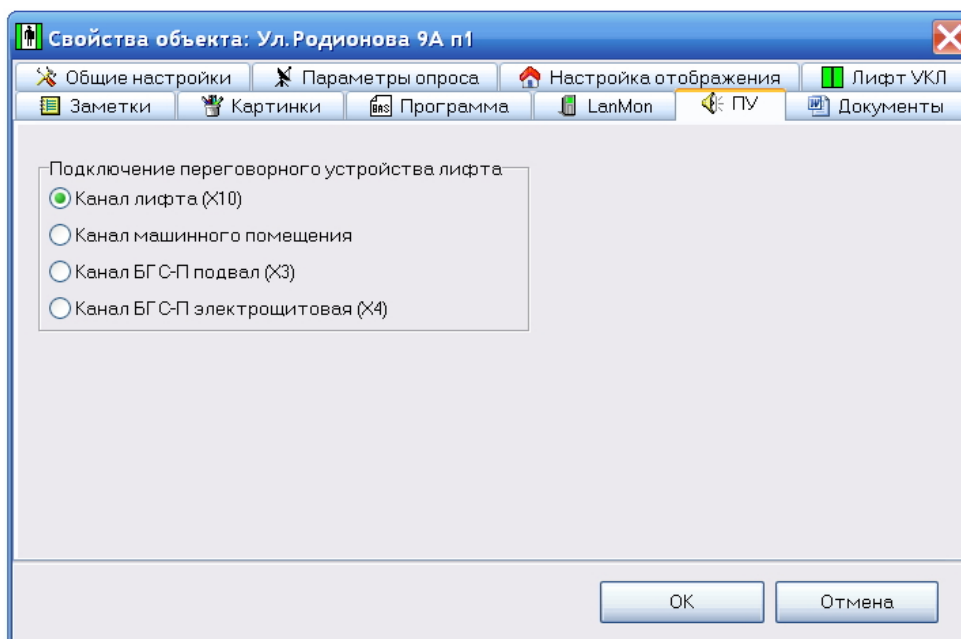 Свойства объекта: Ул.Родионова 9А п1
Общие настройки Параметры опроса Настройка отображения Лифт УКЛ
Заметки Картинки Программа LanMon ПУ Документы
Подключение переговорного устройства лифта
Канал лифта (X10)
Канал машинного помещения
Канал БГС-П подвал (X3)
Канал БГС-П электрощитовая (X4)
ОК Отмена